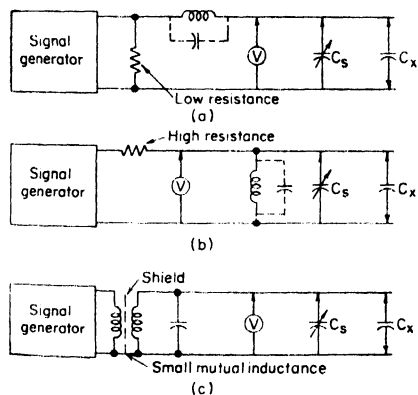 Signal
generator
V
Cs
Cx
Low resistance
(a)
High resistance
Signal
generator
V
Cs
Cx
(b)
Shield
Signal
generator
V
Cs
Cx
Small mutual inductance
(c)